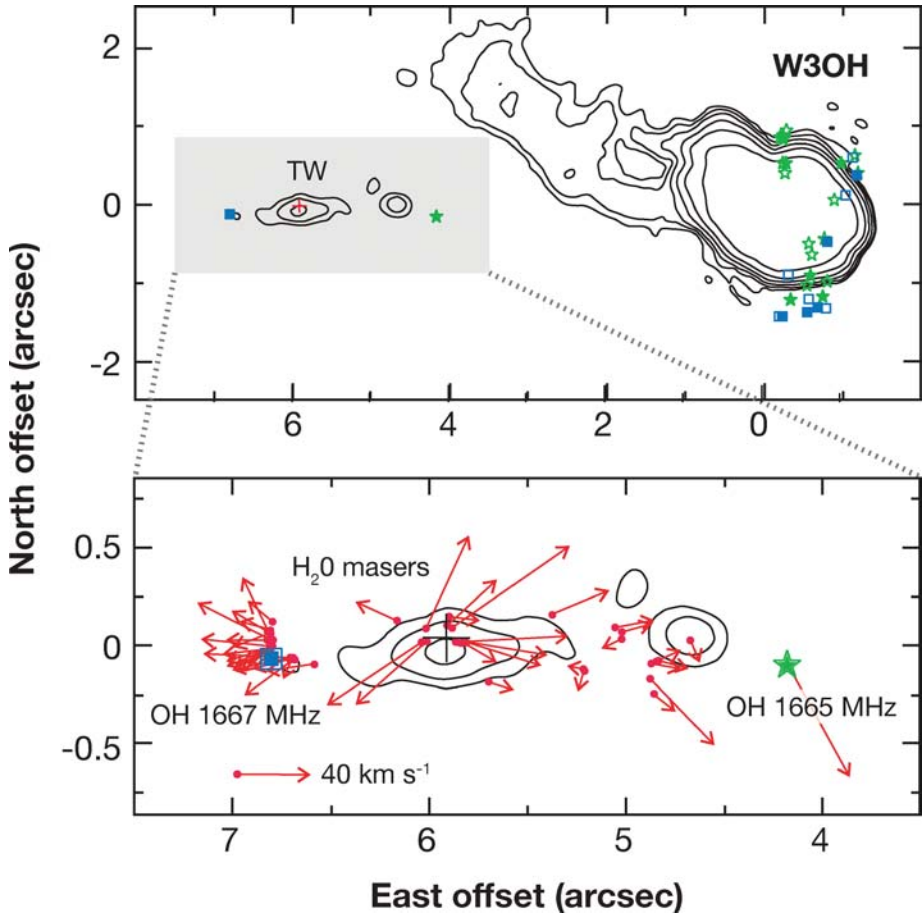 W3OH
TW
2
0
-2
6
4
2
0
North offset (arcsec)
H20 masers
OH 1667 MHz
OH 1665 MHz
40 km s-1
0.5
0
-0.5
7
6
5
4
East offset (arcsec)